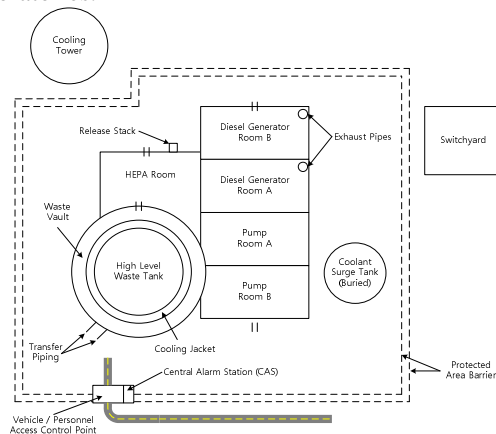 Cooling
Tower
Release Stack
Diesel Generator
Room B
Exhaust Pipes
Switchyard
HEPA Room
Diesel Generator
Room A
Waste
Vault
Pump
Room A
High Level
Waste Tank
Coolant
Surge Tank
(Buried)
Pump
Room B
Transfer
Piping
Cooling Jacket
Central Alarm Station (CAS)
Protected
Area Barrier
Vehicle / Personnel
Access Control Point